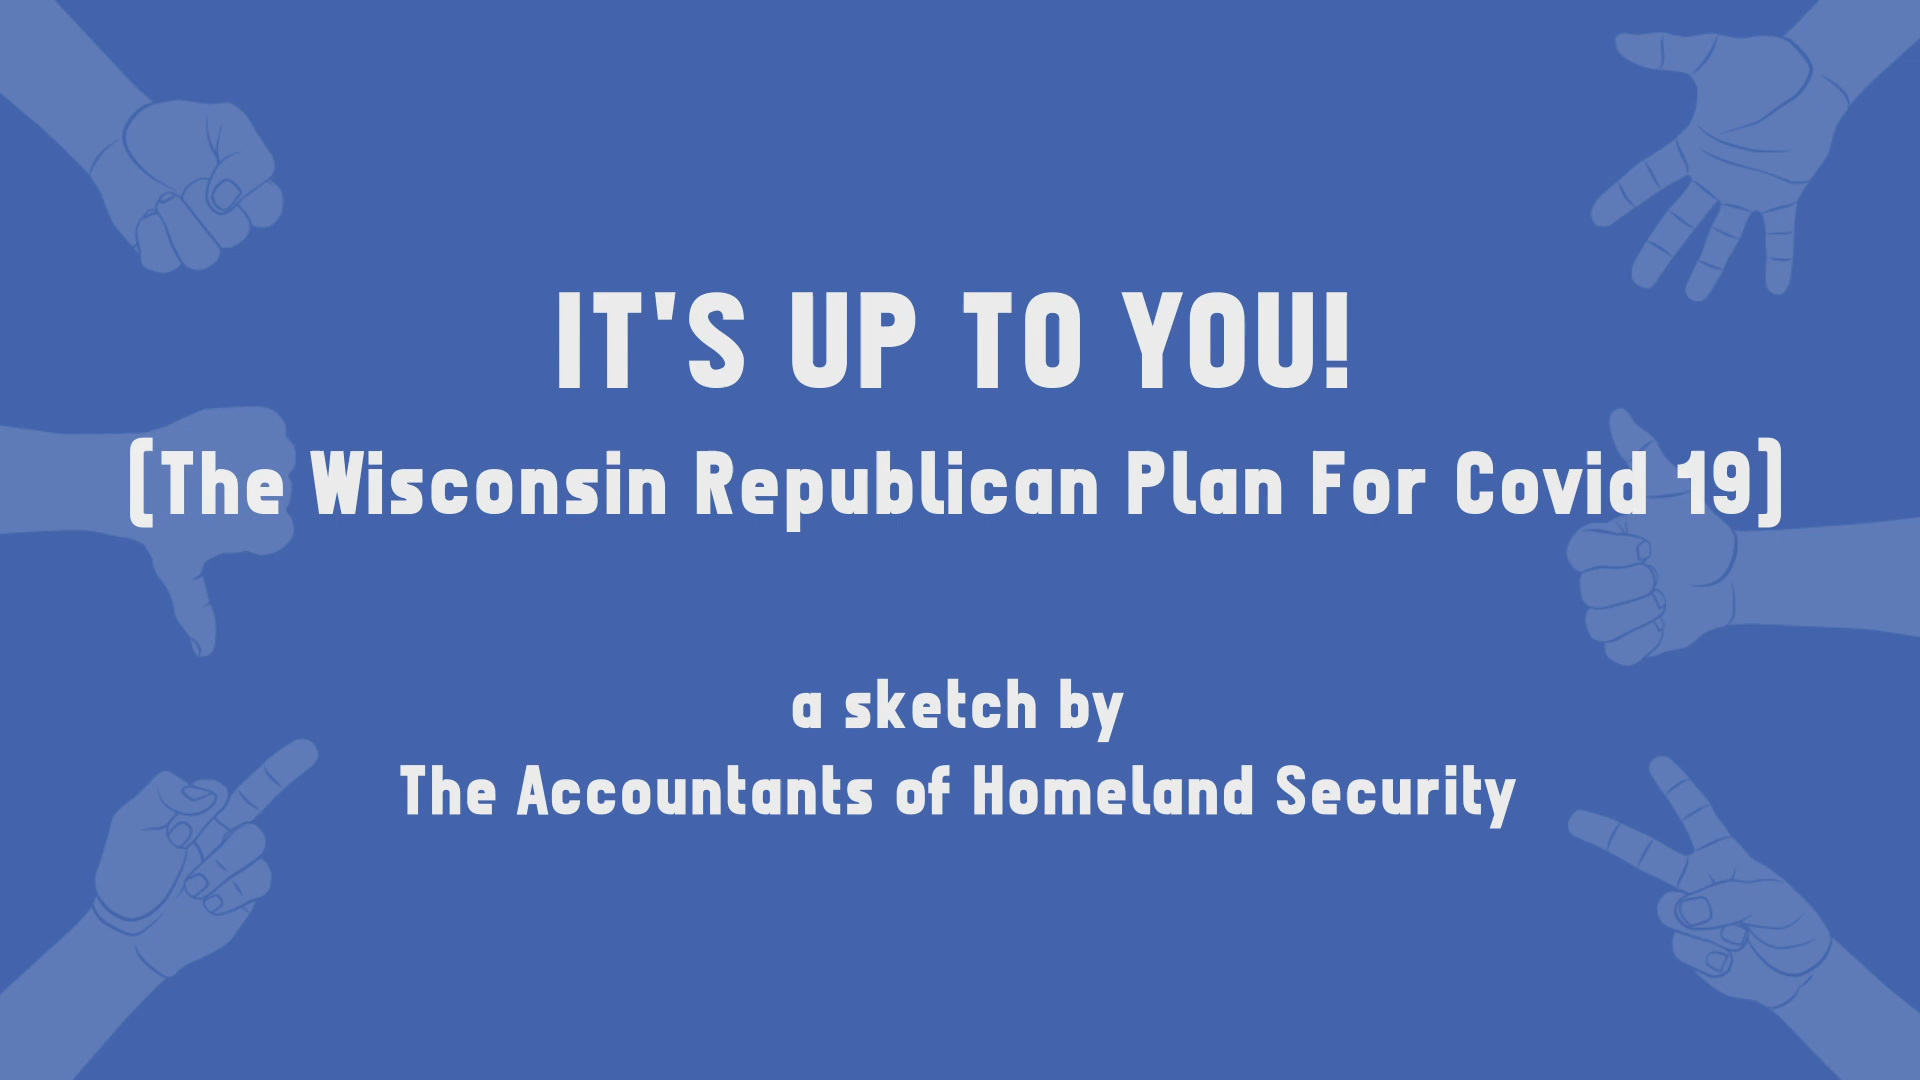 IT'S UP TO YOU!
(The Wisconsin Republican Plan For Covid 19)
a sketch by
The Accountants of Homeland Security